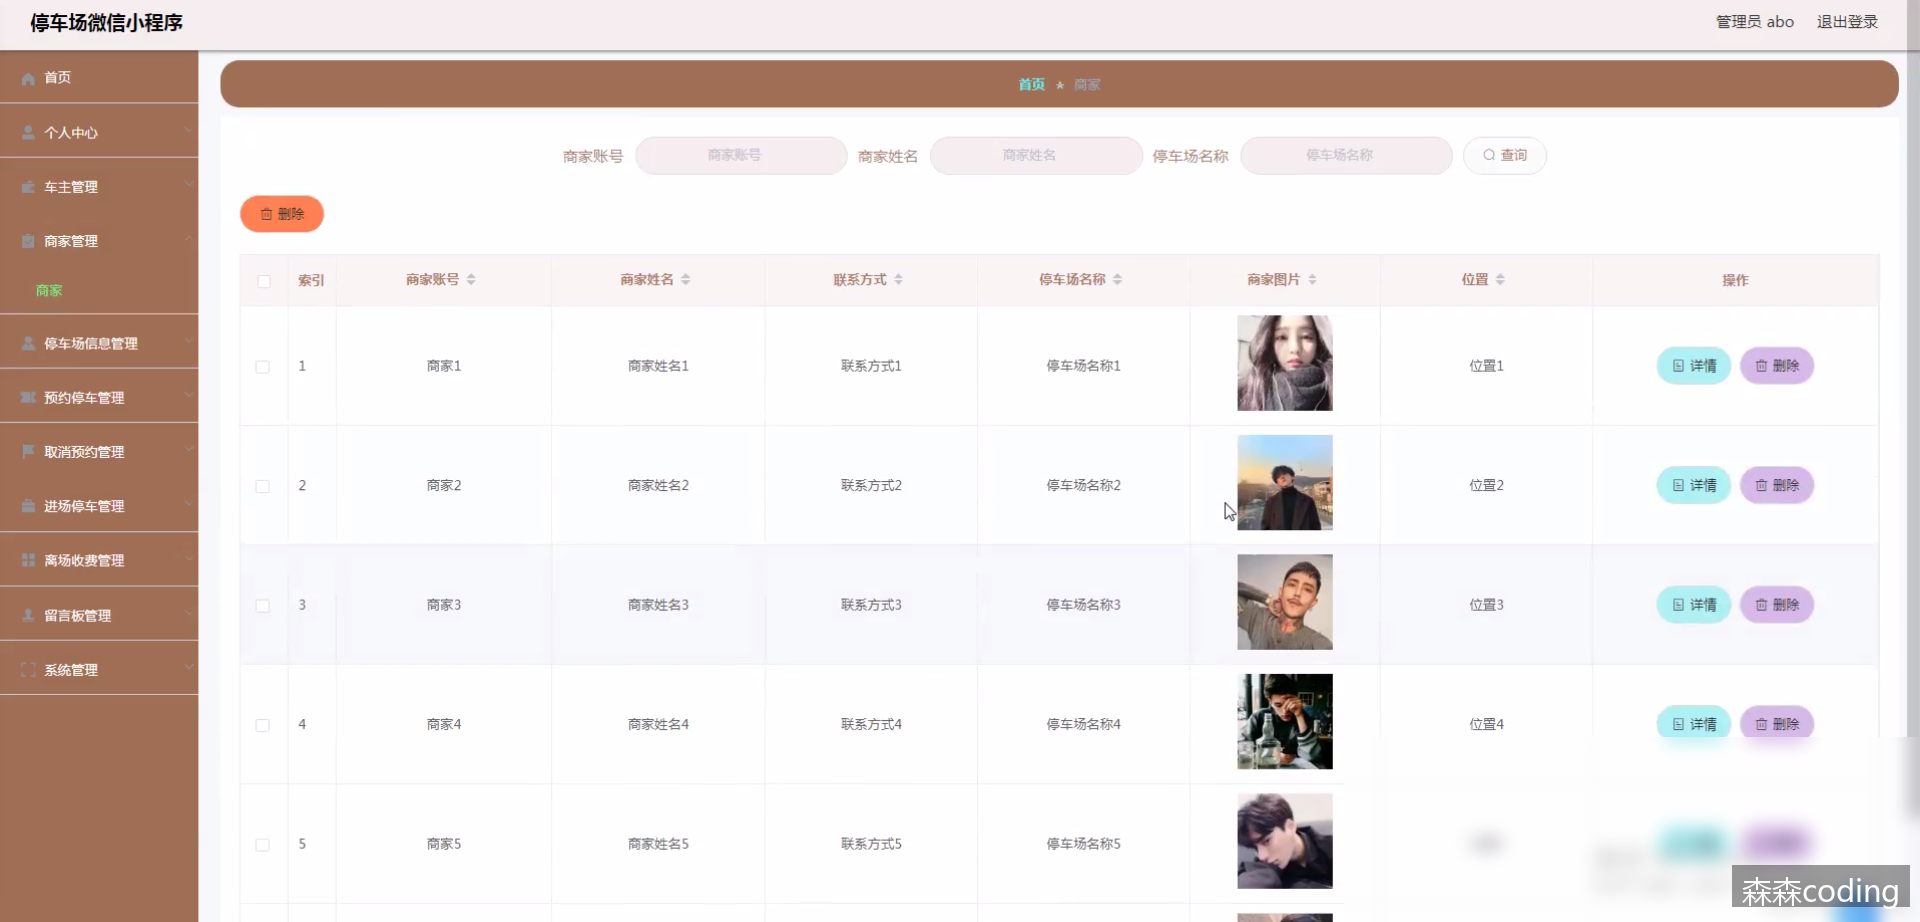 停车场微信小程序
管理员 abo 退出登录
首页
个人中心
车主管理
商家管理
商家
停车场信息管理
预约停车管理
取消预约管理
进场停车管理
离场收费管理
留言板管理
系统管理
首页 ★ 商家
商家账号 商家账号 商家姓名 商家姓名 停车场名称 停车场名称 查询
删除
索引 商家账号 商家姓名 联系方式 停车场名称 商家图片 位置 操作
1 商家1 商家姓名1 联系方式1 停车场名称1 位置1 详情 删除
2 商家2 商家姓名2 联系方式2 停车场名称2 位置2 详情 删除
3 商家3 商家姓名3 联系方式3 停车场名称3 位置3 详情 删除
4 商家4 商家姓名4 联系方式4 停车场名称4 位置4 详情 删除
5 商家5 商家姓名5 联系方式5 停车场名称5
森森coding